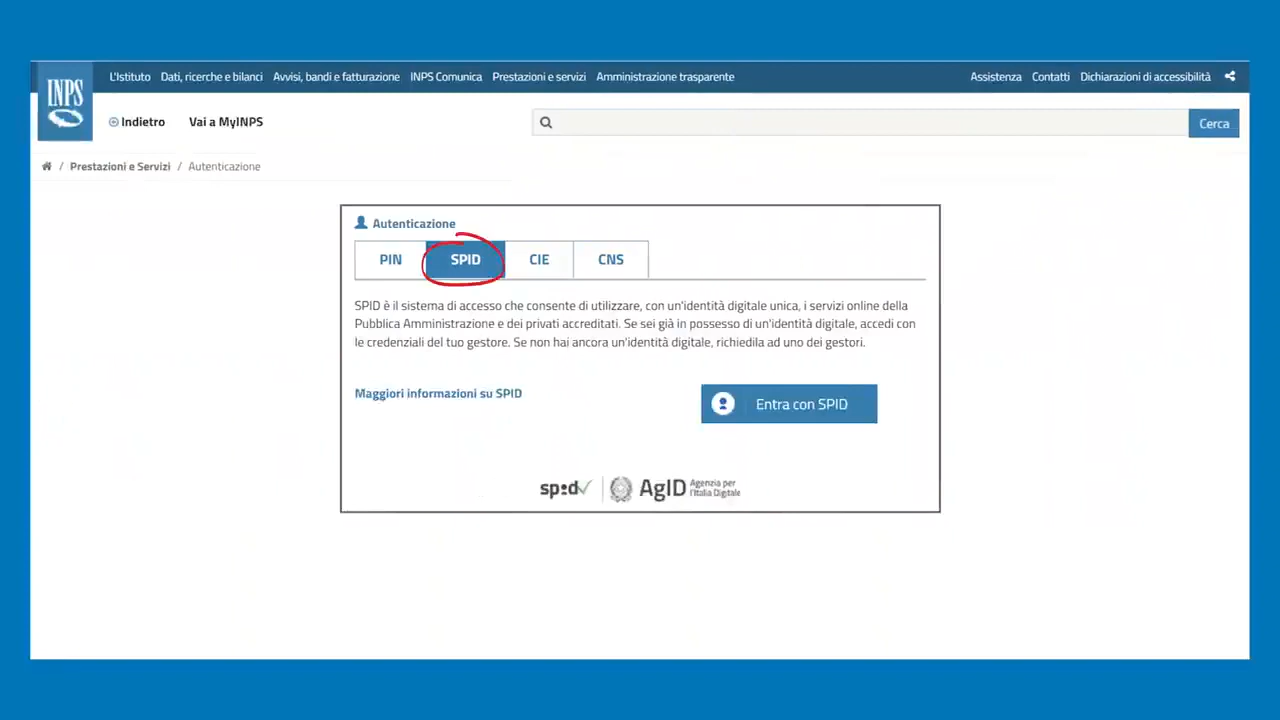 INPS
L'Istituto Dati, ricerche e bilanci Avvisi, bandi e fatturazione INPS Comunica Prestazioni e servizi Amministrazione trasparente Assistenza Contatti Dichiarazioni di accessibilità
Indietro Vai a MyINPS Cerca
/ Prestazioni e Servizi / Autenticazione
Autenticazione
PIN SPID CIE CNS
SPID è il sistema di accesso che consente di utilizzare, con un'identità digitale unica, i servizi online della
Pubblica Amministrazione e dei privati accreditati. Se sei già in possesso di un'identità digitale, accedi con
le credenziali del tuo gestore. Se non hai ancora un'identità digitale, richiedila ad uno dei gestori.
Maggiori informazioni su SPID
Entra con SPID
spid AgID Agenzia per
l'Italia Digitale